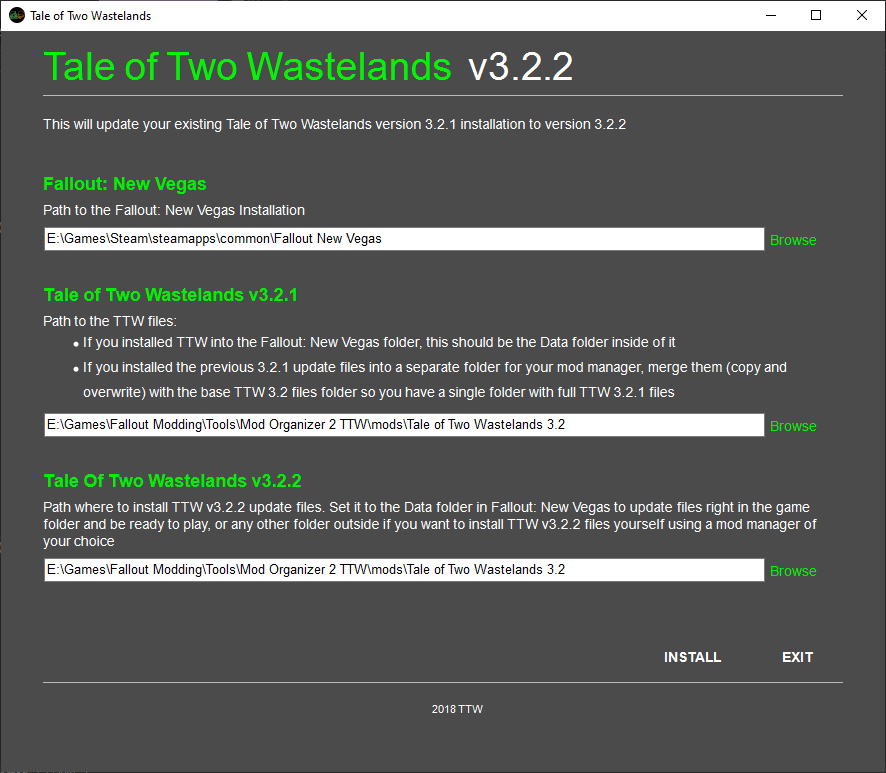 Tale of Two Wastelands
Tale of Two Wastelands v3.2.2
This will update your existing Tale of Two Wastelands version 3.2.1 installation to version 3.2.2
Fallout: New Vegas
Path to the Fallout: New Vegas Installation
E:\Games\Steam\steamapps\common\Fallout New Vegas
Browse
Tale of Two Wastelands v3.2.1
Path to the TTW files:
• If you installed TTW into the Fallout: New Vegas folder, this should be the Data folder inside of it
• If you installed the previous 3.2.1 update files into a separate folder for your mod manager, merge them (copy and
overwrite) with the base TTW 3.2 files folder so you have a single folder with full TTW 3.2.1 files
E:\Games\Fallout Modding\Tools\Mod Organizer 2 TTW\mods\Tale of Two Wastelands 3.2
Browse
Tale Of Two Wastelands v3.2.2
Path where to install TTW v3.2.2 update files. Set it to the Data folder in Fallout: New Vegas to update files right in the game
folder and be ready to play, or any other folder outside if you want to install TTW v3.2.2 files yourself using a mod manager of
your choice
E:\Games\Fallout Modding\Tools\Mod Organizer 2 TTW\mods\Tale of Two Wastelands 3.2
Browse
INSTALL
EXIT
2018 TTW